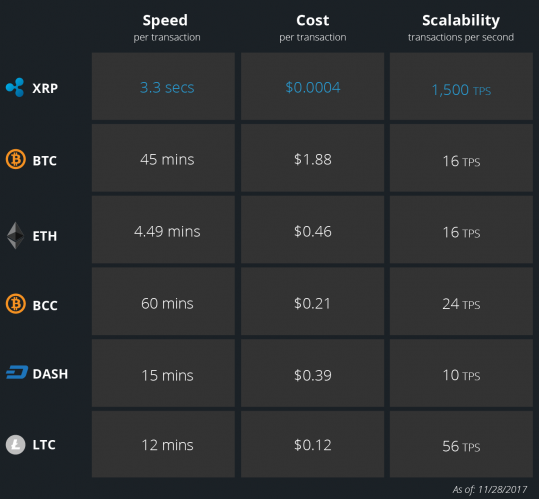 Speed Cost Scalability
per transaction per transaction transactions per second
XRP 3.3 secs $0.0004 1,500 TPS
BTC 45 mins $1.88 16 TPS
ETH 4.49 mins $0.46 16 TPS
BCC 60 mins $0.21 24 TPS
DASH 15 mins $0.39 10 TPS
LTC 12 mins $0.12 56 TPS
As of: 11/28/2017